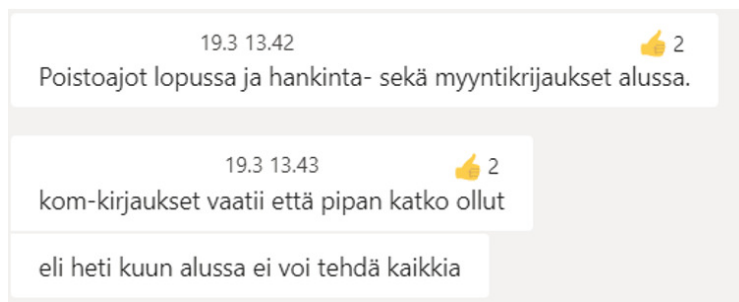 19.3 13.42 👍 2
Poistoajot lopussa ja hankinta- sekä myyntikrijaukset alussa.
19.3 13.43 👍 2
kom-kirjaukset vaatii että pipan katko ollut
eli heti kuun alussa ei voi tehdä kaikkia